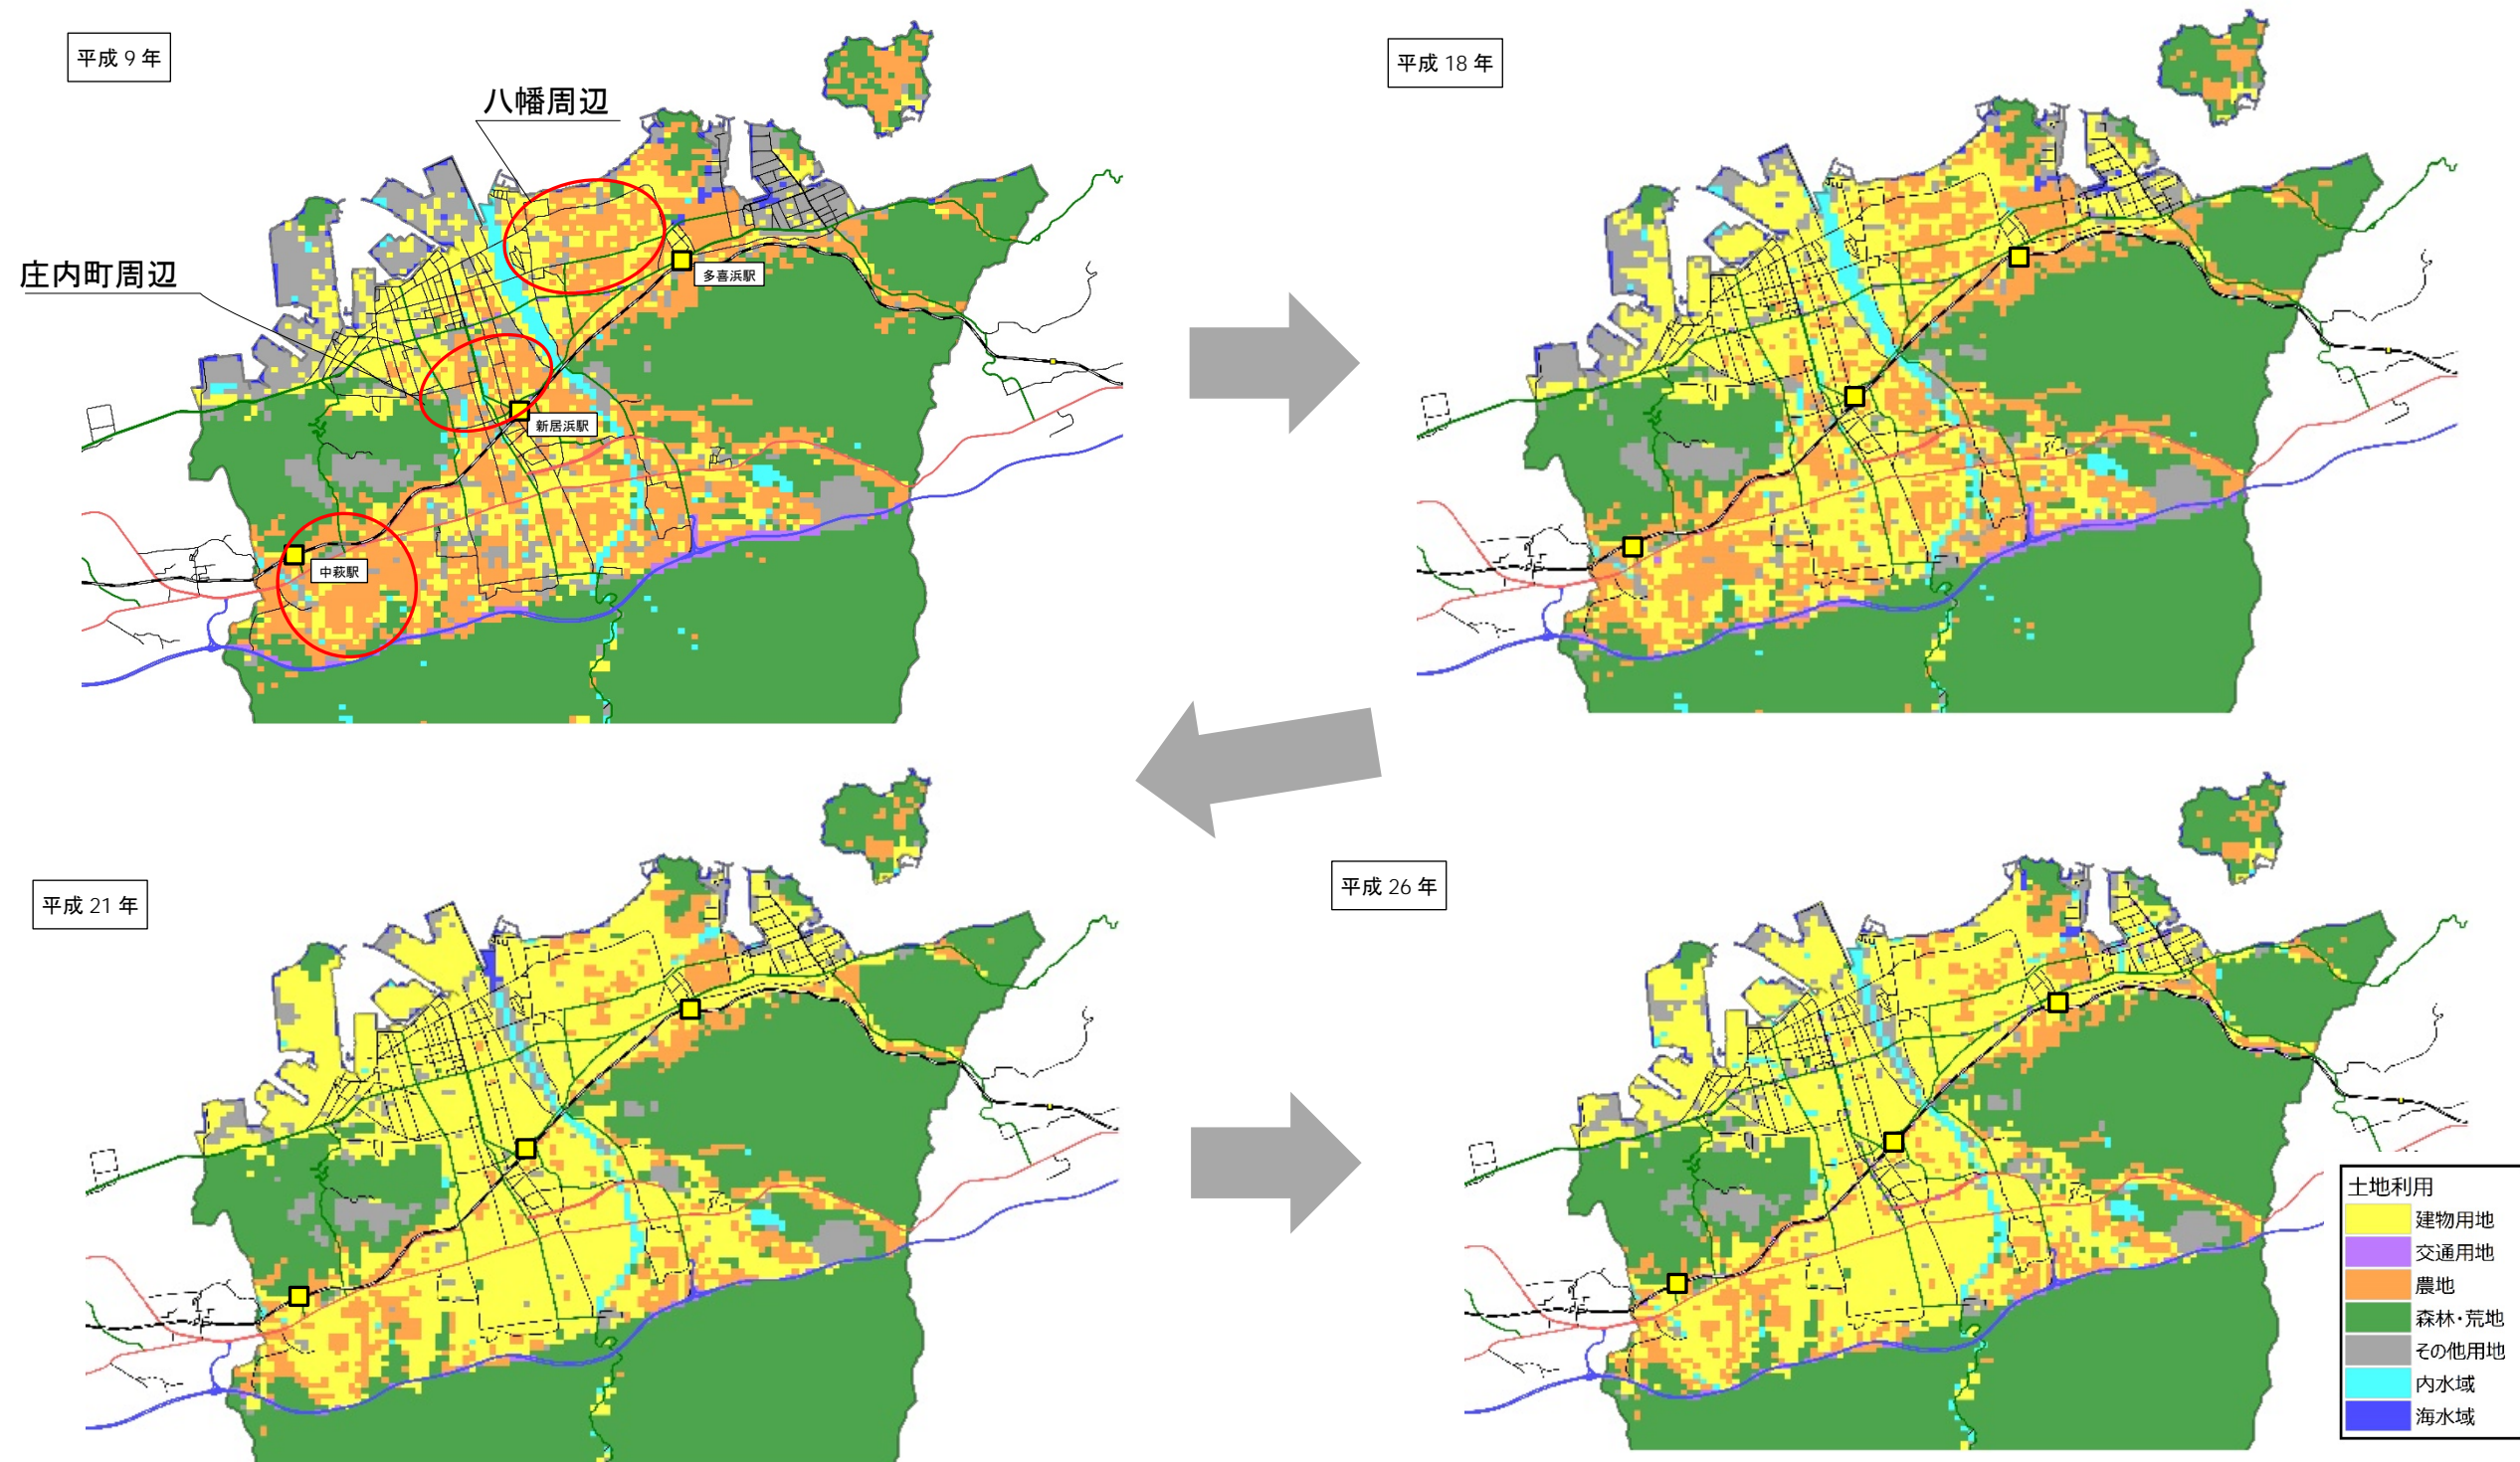 平成 9 年
八幡周辺
庄内町周辺
多喜浜駅
新居浜駅
中萩駅
平成 18 年
平成 21 年
平成 26 年
土地利用
建物用地
交通用地
農地
森林・荒地
その他用地
内水域
海水域